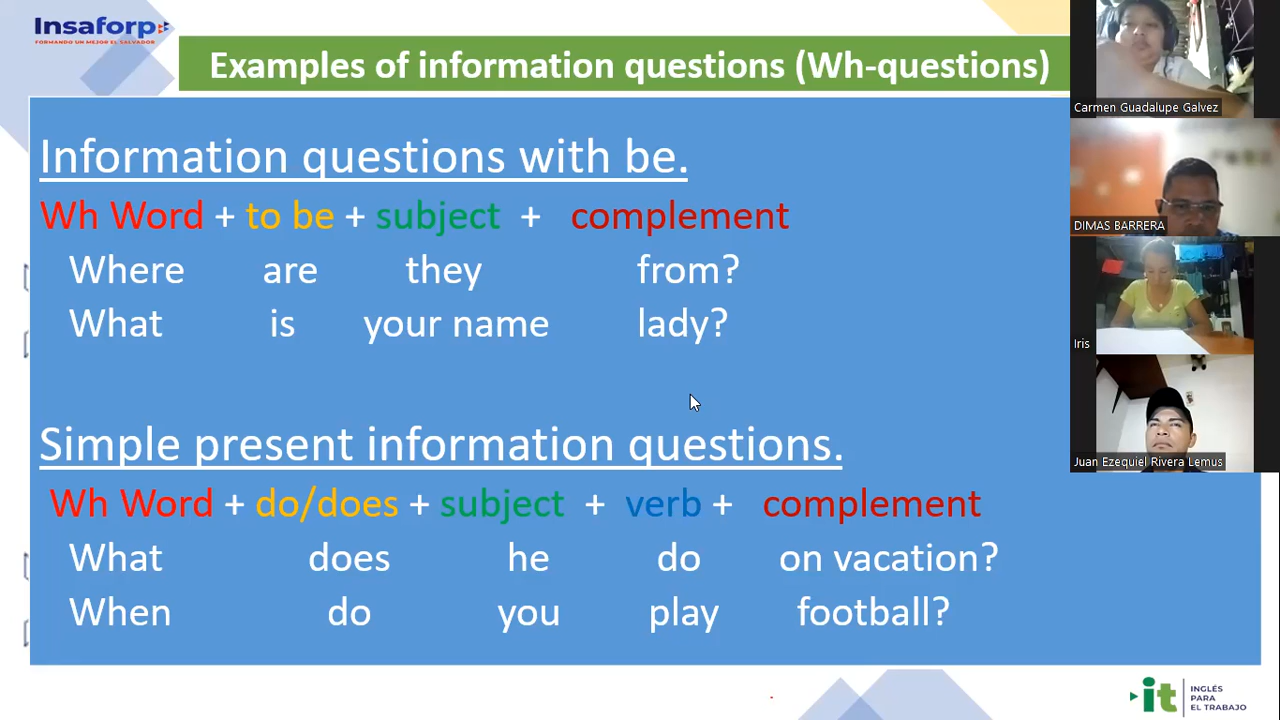 Insaforp
FORMANDO UN MEJOR EL SALVADOR
Examples of information questions (Wh-questions)
Information questions with be.
Wh Word + to be + subject + complement
Where are they from?
What is your name lady?
Simple present information questions.
Wh Word + do/does + subject + verb + complement
What does he do on vacation?
When do you play football?
Carmen Guadalupe Galvez
DIMAS BARRERA
Iris
Juan Ezequiel Rivera Lemus
it
INGLÉS
PARA
EL TRABAJO